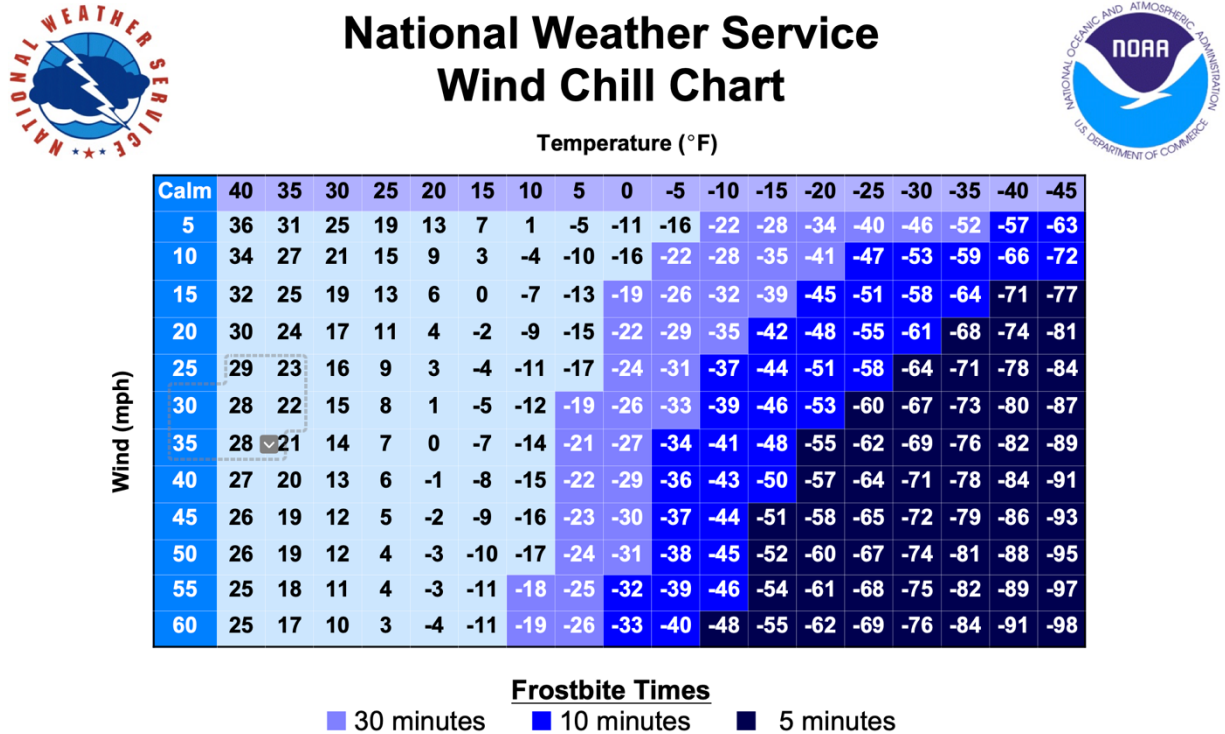 NATIONAL WEATHER SERVICE
National Weather Service
Wind Chill Chart
NATIONAL OCEANIC AND ATMOSPHERIC ADMINISTRATION
NOAA
U.S. DEPARTMENT OF COMMERCE
Temperature (°F)
Calm 40 35 30 25 20 15 10 5 0 -5 -10 -15 -20 -25 -30 -35 -40 -45
5 36 31 25 19 13 7 1 -5 -11 -16 -22 -28 -34 -40 -46 -52 -57 -63
10 34 27 21 15 9 3 -4 -10 -16 -22 -28 -35 -41 -47 -53 -59 -66 -72
15 32 25 19 13 6 0 -7 -13 -19 -26 -32 -39 -45 -51 -58 -64 -71 -77
20 30 24 17 11 4 -2 -9 -15 -22 -29 -35 -42 -48 -55 -61 -68 -74 -81
25 29 23 16 9 3 -4 -11 -17 -24 -31 -37 -44 -51 -58 -64 -71 -78 -84
30 28 22 15 8 1 -5 -12 -19 -26 -33 -39 -46 -53 -60 -67 -73 -80 -87
35 28 21 14 7 0 -7 -14 -21 -27 -34 -41 -48 -55 -62 -69 -76 -82 -89
40 27 20 13 6 -1 -8 -15 -22 -29 -36 -43 -50 -57 -64 -71 -78 -84 -91
45 26 19 12 5 -2 -9 -16 -23 -30 -37 -44 -51 -58 -65 -72 -79 -86 -93
50 26 19 12 4 -3 -10 -17 -24 -31 -38 -45 -52 -60 -67 -74 -81 -88 -95
55 25 18 11 4 -3 -11 -18 -25 -32 -39 -46 -54 -61 -68 -75 -82 -89 -97
60 25 17 10 3 -4 -11 -19 -26 -33 -40 -48 -55 -62 -69 -76 -84 -91 -98
Wind (mph)
Frostbite Times
30 minutes 10 minutes 5 minutes